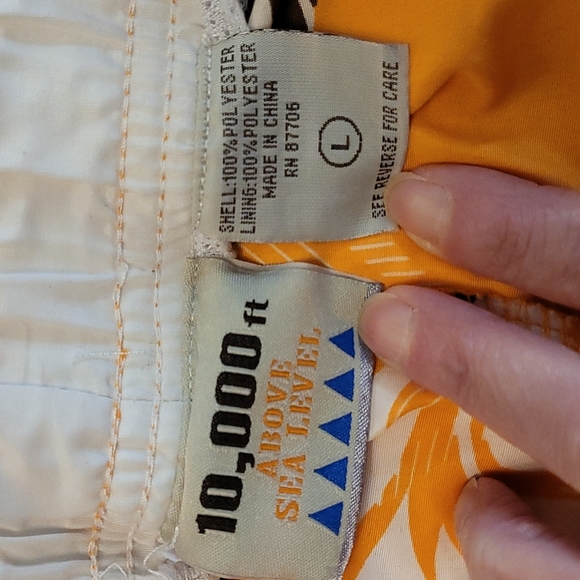 SHELL:100%POLYESTER
LINING:100%POLYESTER
MADE IN CHINA
RN 87706
L
SEE REVERSE FOR CARE
10,000 ft
ABOVE
SEA LEVEL